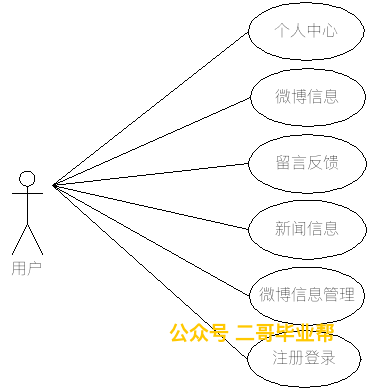 个人中心
微博信息
留言反馈
新闻信息
用户
微博信息管理
公众号 二哥毕业帮
注册登录